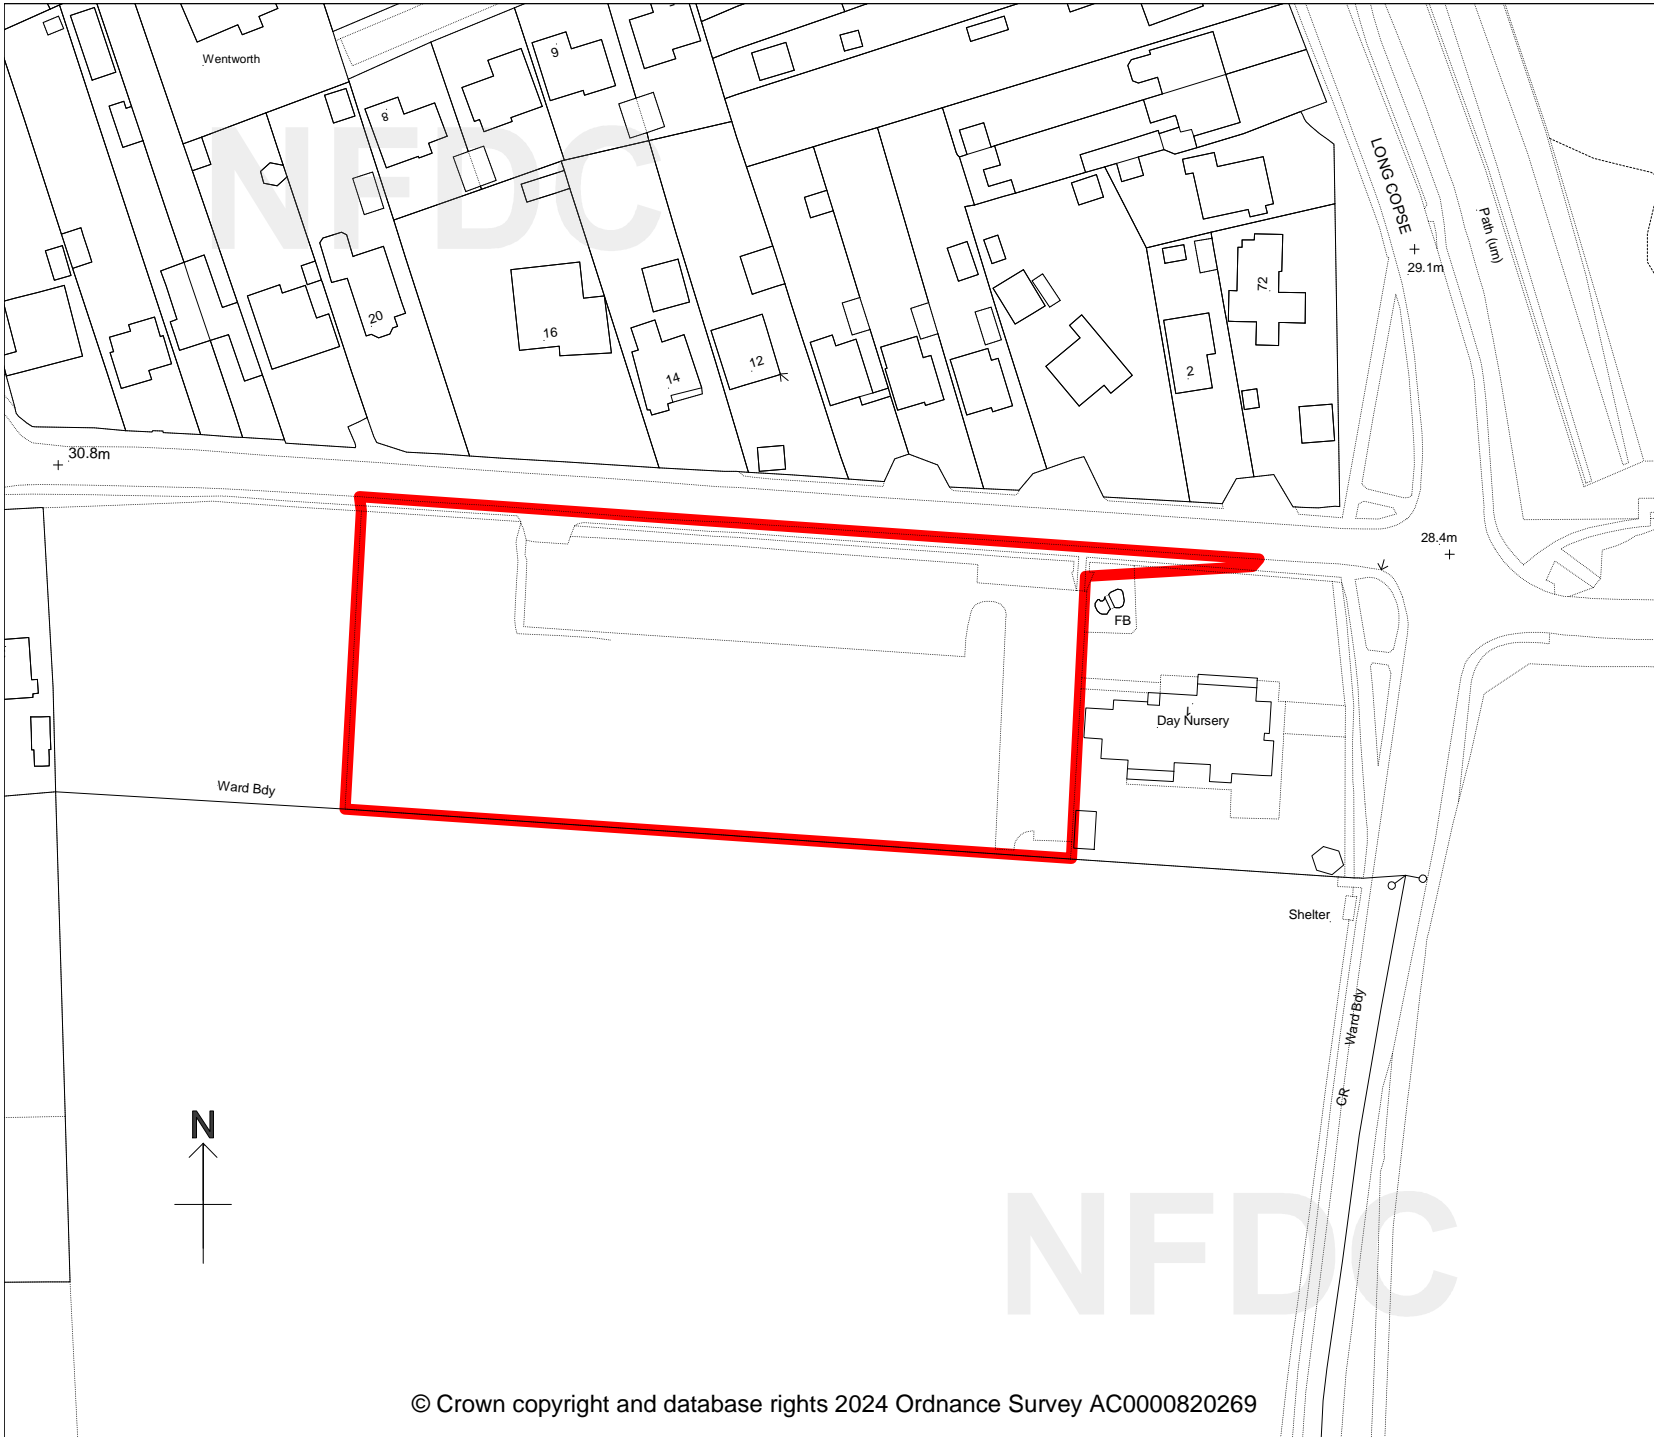 Wentworth
9
8
NFDC
LONG COPSE
Path (um)
29.1m
72
20
16
14
12
2
30.8m
28.4m
FB
Day Nursery
Ward Bdy
Shelter
Ward Bdy
CR
N
NFDC
© Crown copyright and database rights 2024 Ordnance Survey AC0000820269